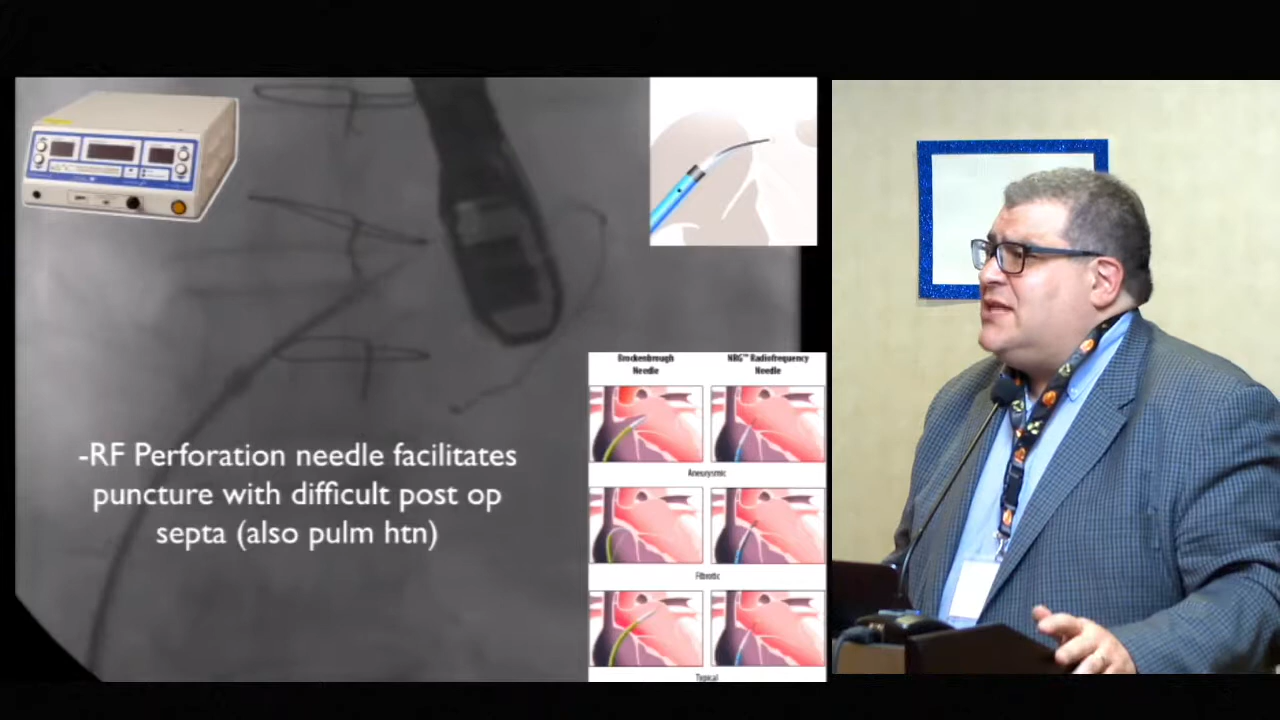 Brockenbrough
Needle
NRG™ Radiofrequency
Needle
Aneurysmic
-RF Perforation needle facilitates
puncture with difficult post op
septa (also pulm htn)
Fibrotic
Typical